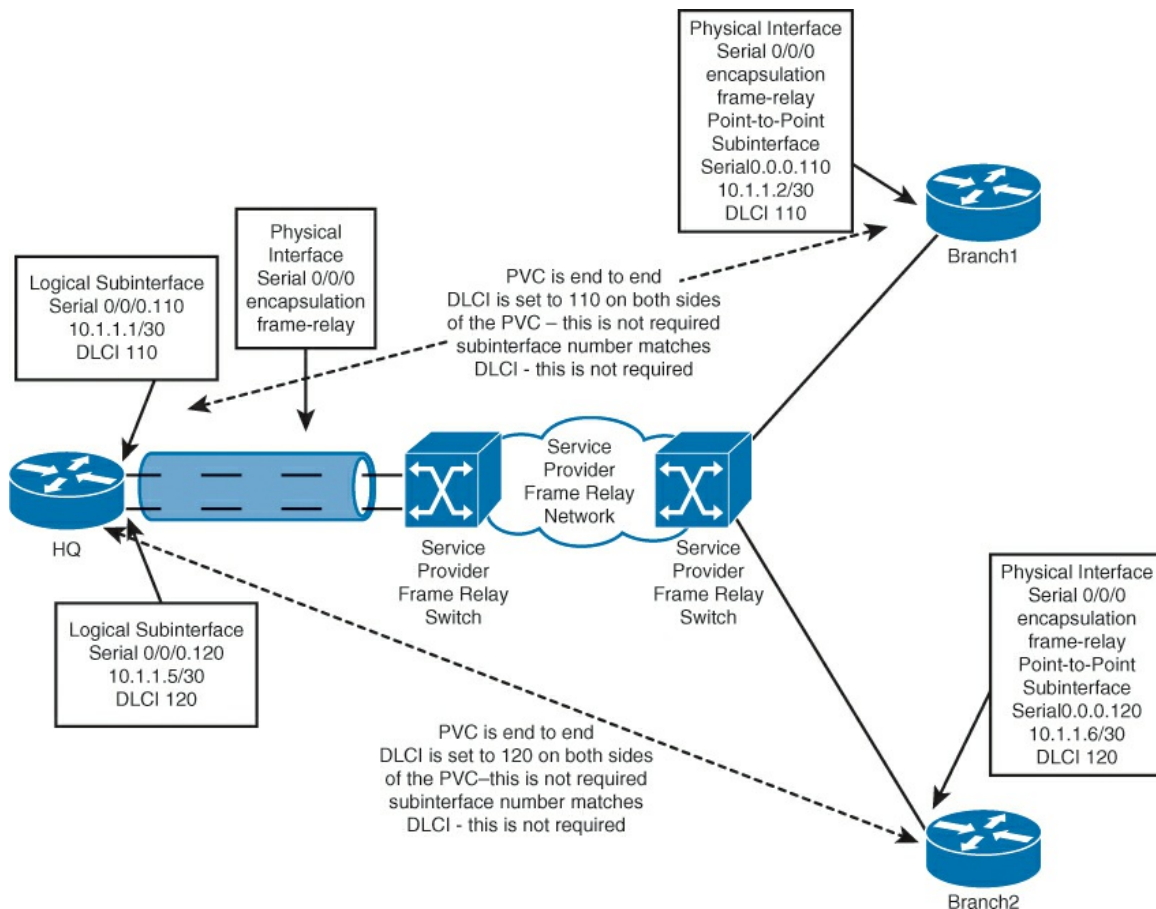 Physical Interface
Serial 0/0/0
encapsulation
frame-relay
Point-to-Point
Subinterface
Serial0.0.0.110
10.1.1.2/30
DLCI 110
Branch1
Physical
Interface
Serial 0/0/0
encapsulation
frame-relay
Logical Subinterface
Serial 0/0/0.110
10.1.1.1/30
DLCI 110
PVC is end to end
DLCI is set to 110 on both sides
of the PVC – this is not required
subinterface number matches
DLCI - this is not required
HQ
Service
Provider
Frame Relay
Switch
Service
Provider
Frame Relay
Network
Service
Provider
Frame Relay
Switch
Logical Subinterface
Serial 0/0/0.120
10.1.1.5/30
DLCI 120
PVC is end to end
DLCI is set to 120 on both sides
of the PVC–this is not required
subinterface number matches
DLCI - this is not required
Physical Interface
Serial 0/0/0
encapsulation
frame-relay
Point-to-Point
Subinterface
Serial0.0.0.120
10.1.1.6/30
DLCI 120
Branch2